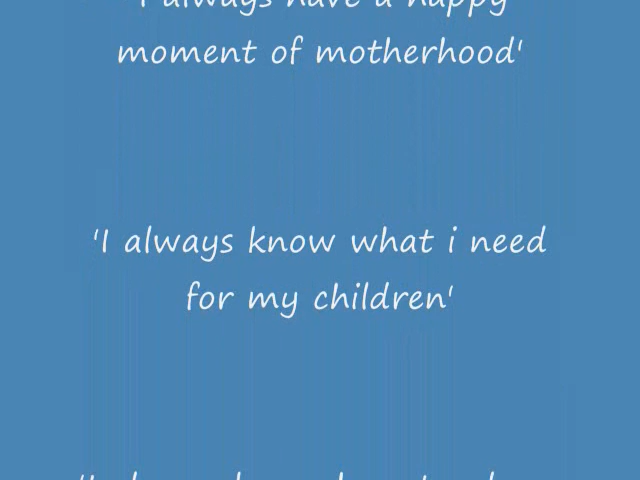 'I always have a happy
moment of motherhood'
'I always know what i need
for my children'